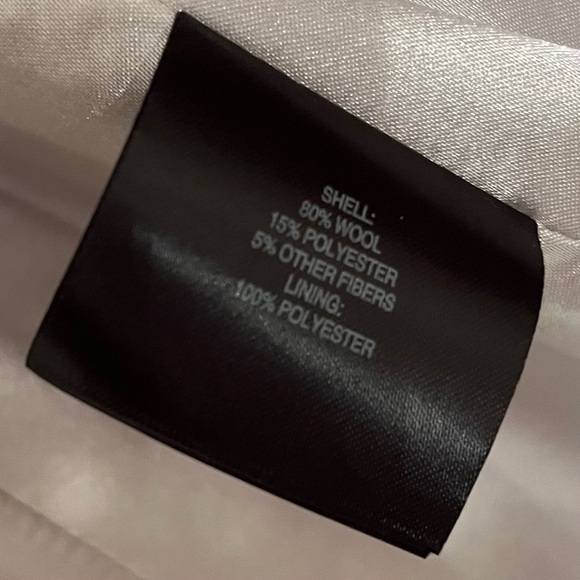 SHELL:
80% WOOL
15% POLYESTER
5% OTHER FIBERS
LINING:
100% POLYESTER